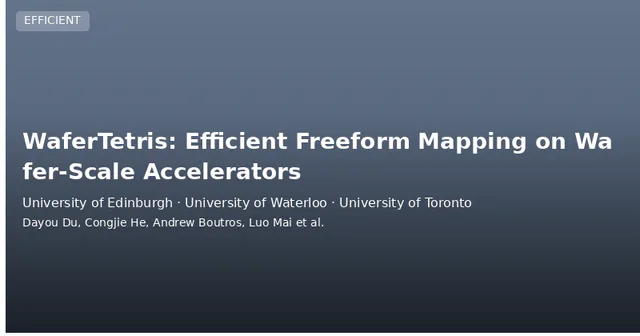 EFFICIENT
WaferTetris: Efficient Freeform Mapping on Wa
fer-Scale Accelerators
University of Edinburgh · University of Waterloo · University of Toronto
Dayou Du, Congjie He, Andrew Boutros, Luo Mai et al.